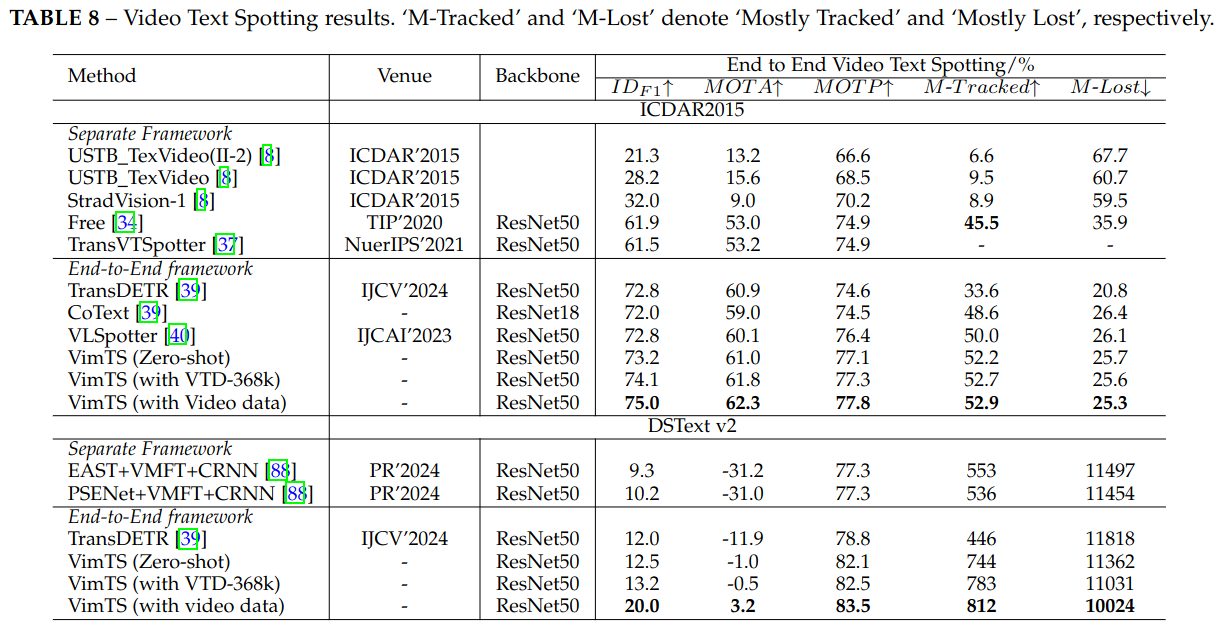 TABLE 8 – Video Text Spotting results. ‘M-Tracked’ and ‘M-Lost’ denote ‘Mostly Tracked’ and ‘Mostly Lost’, respectively.
Method Venue Backbone End to End Video Text Spotting/%
ID_F1↑ MOTA↑ MOTP↑ M-Tracked↑ M-Lost↓
ICDAR2015
Separate Framework
USTB_TexVideo(II-2) [8] ICDAR’2015 21.3 13.2 66.6 6.6 67.7
USTB_TexVideo [8] ICDAR’2015 28.2 15.6 68.5 9.5 60.7
StradVision-1 [8] ICDAR’2015 32.0 9.0 70.2 8.9 59.5
Free [34] TIP’2020 ResNet50 61.9 53.0 74.9 45.5 35.9
TransVTSpotter [37] NuerIPS’2021 ResNet50 61.5 53.2 74.9 - -
End-to-End framework
TransDETR [39] IJCV’2024 ResNet50 72.8 60.9 74.6 33.6 20.8
CoText [39] - ResNet18 72.0 59.0 74.5 48.6 26.4
VLSpotter [40] IJCAI’2023 ResNet50 72.8 60.1 76.4 50.0 26.1
VimTS (Zero-shot) - ResNet50 73.2 61.0 77.1 52.2 25.7
VimTS (with VTD-368k) - ResNet50 74.1 61.8 77.3 52.7 25.6
VimTS (with Video data) - ResNet50 75.0 62.3 77.8 52.9 25.3
DSText v2
Separate Framework
EAST+VMFT+CRNN [88] PR’2024 ResNet50 9.3 -31.2 77.3 553 11497
PSENet+VMFT+CRNN [88] PR’2024 ResNet50 10.2 -31.0 77.3 536 11454
End-to-End framework
TransDETR [39] IJCV’2024 ResNet50 12.0 -11.9 78.8 446 11818
VimTS (Zero-shot) - ResNet50 12.5 -1.0 82.1 744 11362
VimTS (with VTD-368k) - ResNet50 13.2 -0.5 82.5 783 11031
VimTS (with video data) - ResNet50 20.0 3.2 83.5 812 10024